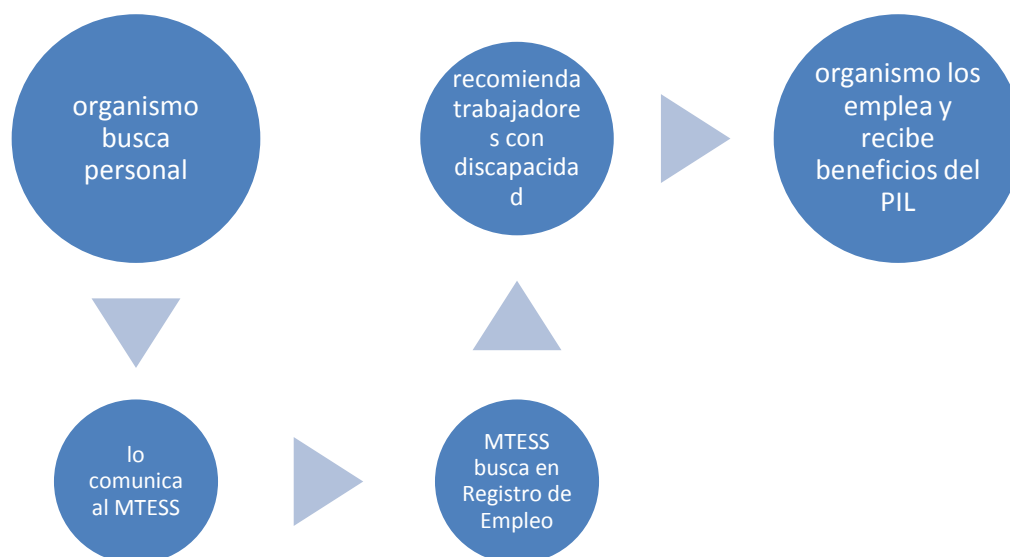 organismo
busca
personal
lo
comunica
al MTESS
MTESS
busca en
Registro de
Empleo
recomienda
trabajadore
s con
discapacida
d
organismo los
emplea y
recibe
beneficios del
PIL